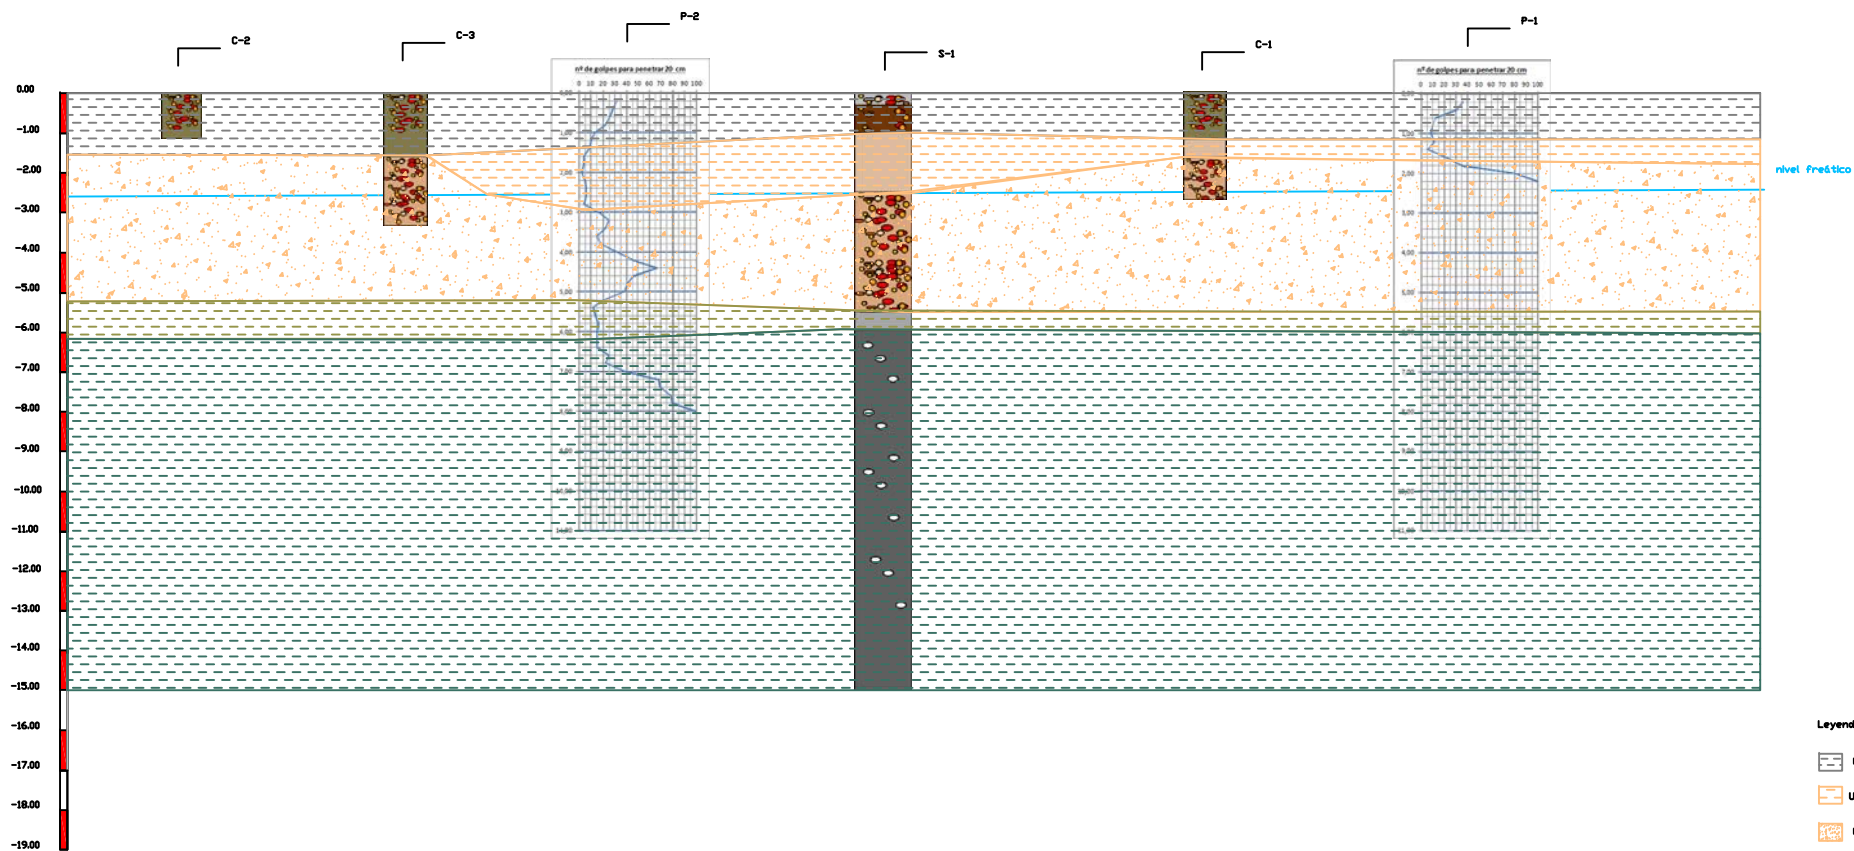 C-2
C-3
P-2
S-1
C-1
P-1
nº de golpes para penetrar 20 cm
0 10 20 30 40 50 60 70 80 90 100
nº de golpes para penetrar 20 cm
0 10 20 30 40 50 60 70 80 90 100
0.00
-1.00
-2.00
-3.00
-4.00
-5.00
-6.00
-7.00
-8.00
-9.00
-10.00
-11.00
-12.00
-13.00
-14.00
-15.00
-16.00
-17.00
-18.00
-19.00
nivel freático
Leyend